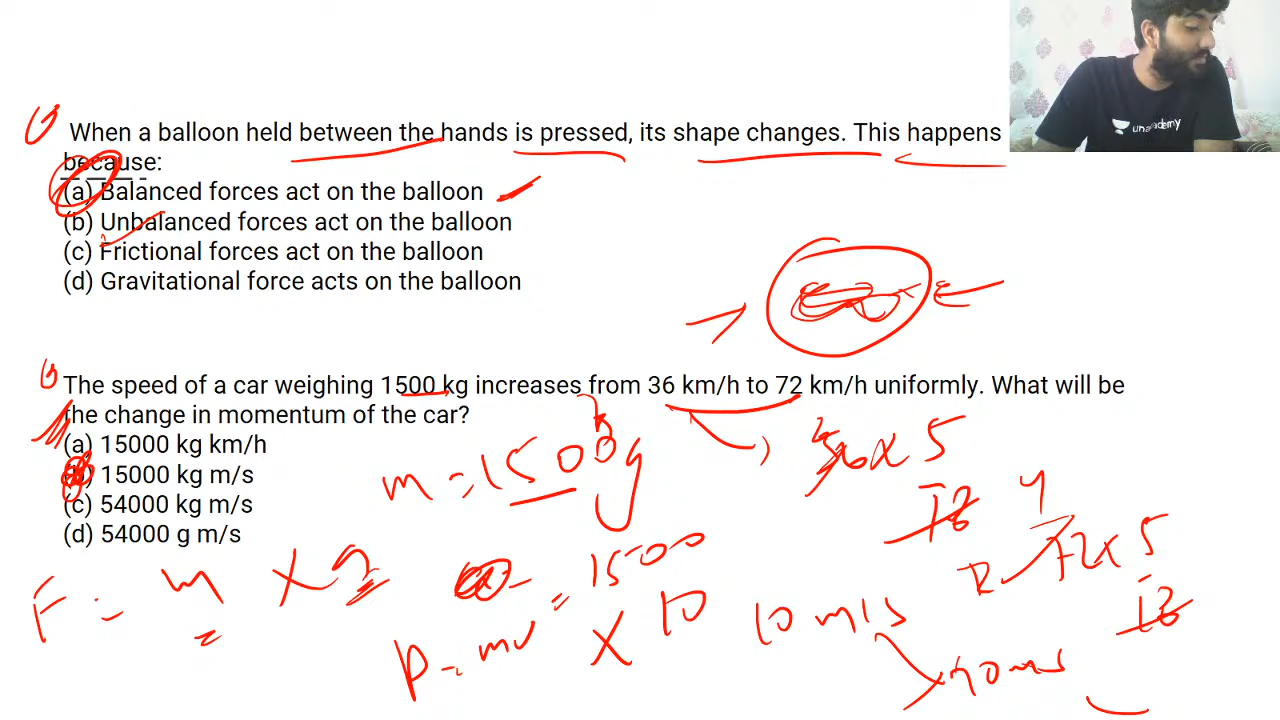 When a balloon held between the hands is pressed, its shape changes. This happens
because:
(a) Balanced forces act on the balloon
(b) Unbalanced forces act on the balloon
(c) Frictional forces act on the balloon
(d) Gravitational force acts on the balloon
The speed of a car weighing 1500 kg increases from 36 km/h to 72 km/h uniformly. What will be
the change in momentum of the car?
(a) 15000 kg km/h
15000 kg m/s
(c) 54000 kg m/s
(d) 54000 g m/s
m = 1500 kg
36 x 5
18
72 x 5
18
F = m x a
= 1500
x 10
P = mv
10 m/s